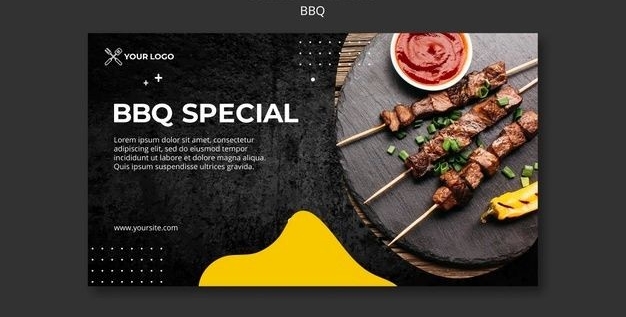 BBQ
YOUR LOGO
BBQ SPECIAL
Lorem ipsum dolor sit amet, consectetur
adipiscing elit, sed do eiusmod tempor
incididunt ut labore et dolore magna aliqua.
Quis ipsum suspendisse ultrices gravida.
www.yoursite.com